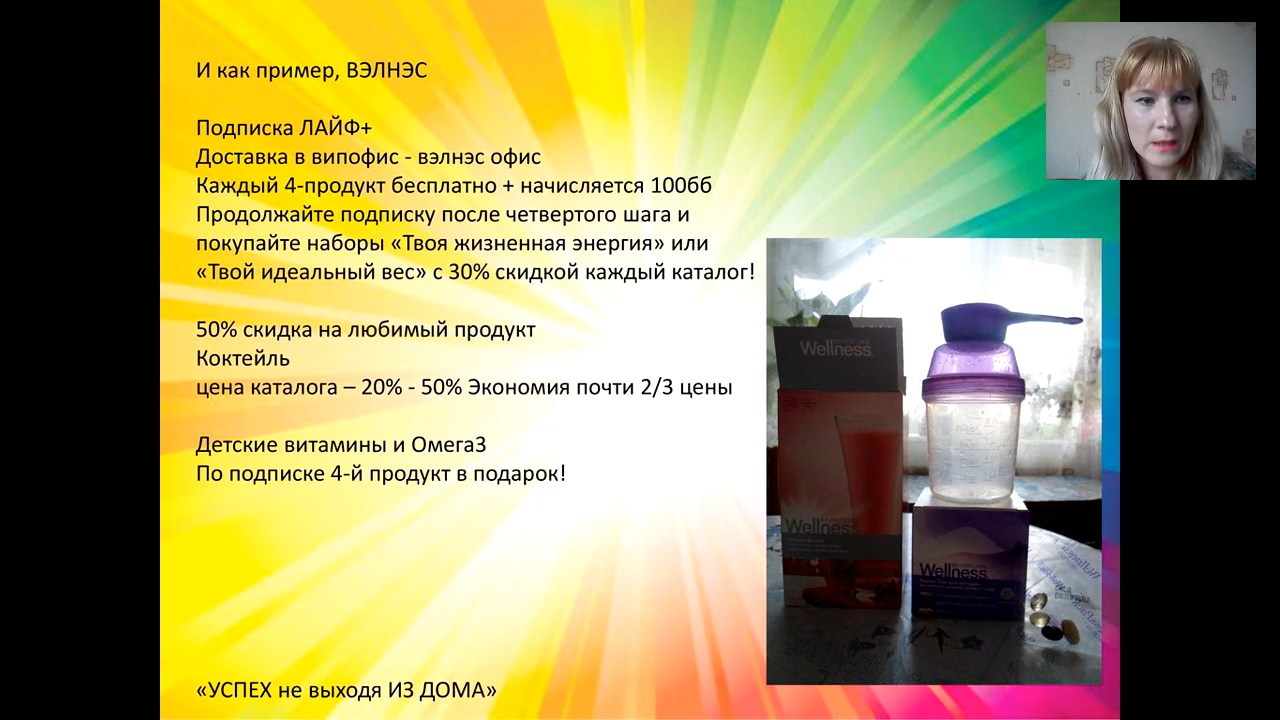 И как пример, ВЭЛНЭС
Подписка ЛАЙФ+
Доставка в випофис - вэлнэс офис
Каждый 4-продукт бесплатно + начисляется 100бб
Продолжайте подписку после четвертого шага и
покупайте наборы «Твоя жизненная энергия» или
«Твой идеальный вес» с 30% скидкой каждый каталог!
50% скидка на любимый продукт
Коктейль
цена каталога – 20% - 50% Экономия почти 2/3 цены
Детские витамины и Омега3
По подписке 4-й продукт в подарок!
«УСПЕХ не выходя ИЗ ДОМА»
Wellness
Wellness
Wellness